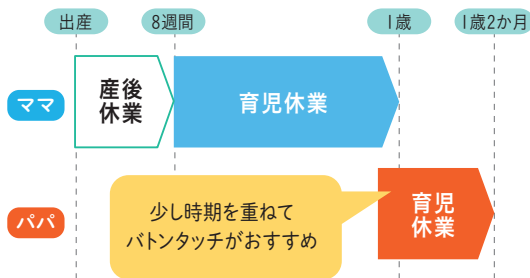 出産
8週間
1歳
1歳2か月
ママ
産後
休業
育児休業
パパ
少し時期を重ねて
バトンタッチがおすすめ
育児
休業